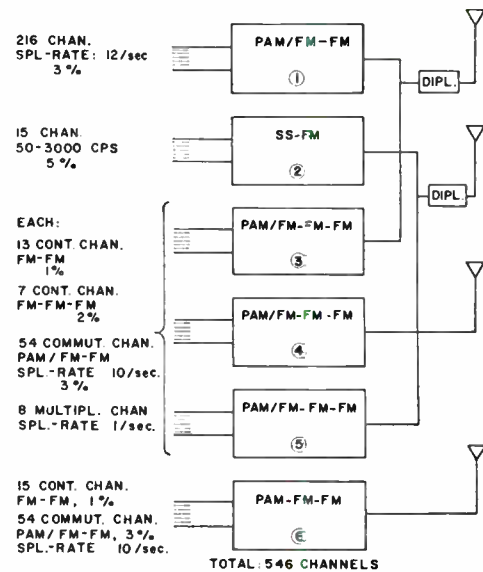 216 CHAN.
SPL-RATE: 12/sec
3%
PAM/FM-FM
1
DIPL.
15 CHAN.
50-3000 CPS
5%
SS-FM
2
DIPL.
EACH:
13 CONT. CHAN.
FM-FM
1%
7 CONT. CHAN.
FM-FM-FM
2%
54 COMMUT. CHAN.
PAM/FM-FM
SPL-RATE 10/sec.
3%
8 MULTIPL. CHAN
SPL.-RATE 1/sec.
PAM/FM-FM-FM
3
PAM/FM-FM-FM
4
PAM/FM-FM-FM
5
15 CONT. CHAN.
FM-FM, 1%
54 COMMUT. CHAN.
PAM/FM-FM, 3%
SPL-RATE 10/sec.
PAM-FM-FM
6
TOTAL: 546 CHANNELS